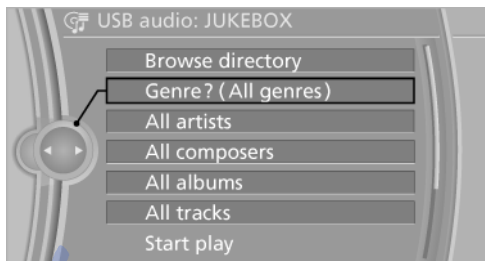 USB audio: JUKEBOX
Browse directory
Genre? (All genres)
All artists
All composers
All albums
All tracks
Start play